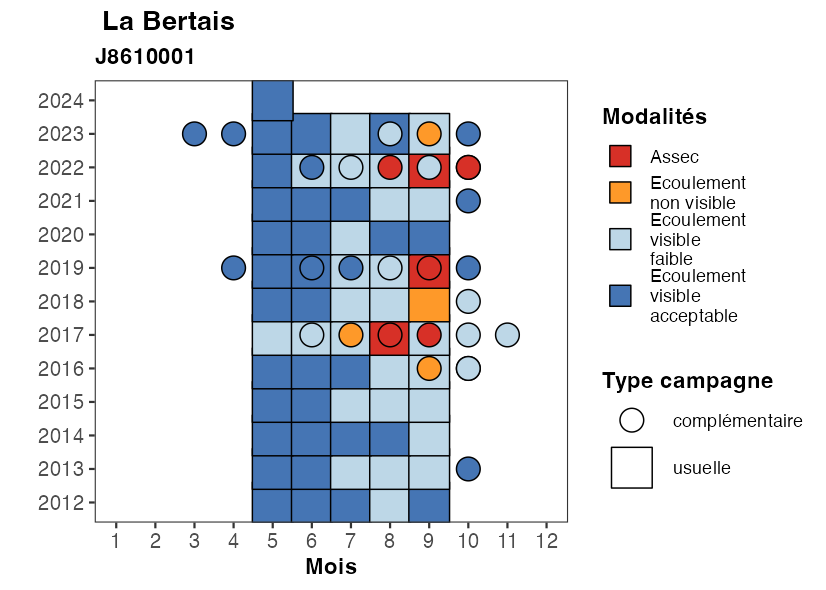 La Bertais
J8610001
2024
2023
2022
2021
2020
2019
2018
2017
2016
2015
2014
2013
2012
1 2 3 4 5 6 7 8 9 10 11 12
Mois
Modalités
Assec
Ecoulement
non visible
Ecoulement
visible
faible
Ecoulement
visible
acceptable
Type campagne
complémentaire
usuelle